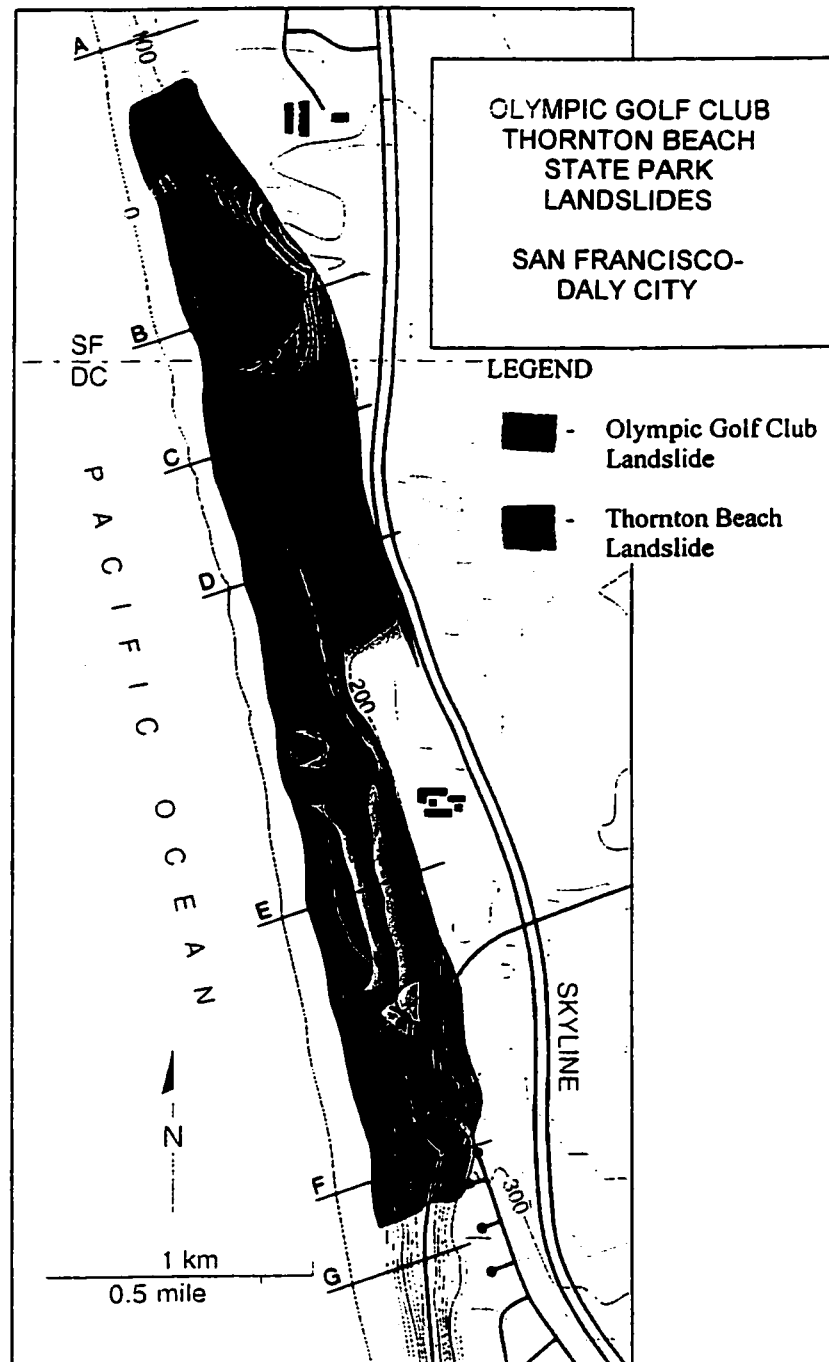 OLYMPIC GOLF CLUB
THORNTON BEACH
STATE PARK
LANDSLIDES
SAN FRANCISCO-
DALY CITY
LEGEND
- Olympic Golf Club
Landslide
- Thornton Beach
Landslide
A
100
0
B
SF
DC
C
D
200
E
PACIFIC OCEAN
SKYLINE
N
F
300
G
1 km
0.5 mile